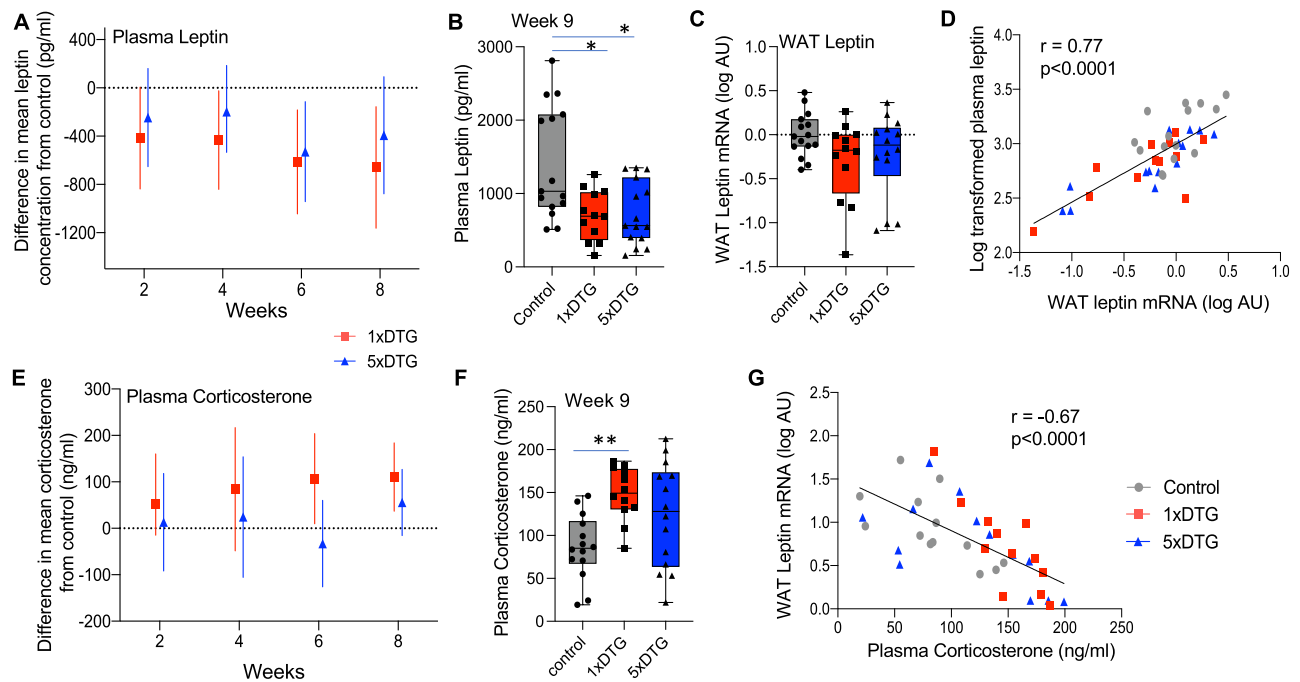 A
Plasma Leptin
Difference in mean leptin
concentration from control (pg/ml)
400
0
-400
-800
-1200
2
4
6
8
Weeks
1xDTG
5xDTG
B
Week 9
*
*
Plasma Leptin (pg/ml)
3000
2000
1000
0
Control
1xDTG
5xDTG
C
WAT Leptin
WAT Leptin mRNA (log AU)
1.0
0.5
0.0
-0.5
-1.0
-1.5
control
1xDTG
5xDTG
D
r = 0.77
p<0.0001
Log transformed plasma leptin
4.0
3.5
3.0
2.5
2.0
-1.5
-1.0
-0.5
0.0
0.5
1.0
WAT leptin mRNA (log AU)
E
Plasma Corticosterone
Difference in mean corticosterone
from control (ng/ml)
300
200
100
0
-100
-200
2
4
6
8
Weeks
F
Week 9
**
Plasma Corticosterone (ng/ml)
250
200
150
100
50
0
control
1xDTG
5xDTG
G
r = -0.67
p<0.0001
WAT Leptin mRNA (log AU)
2.5
2.0
1.5
1.0
0.5
0.0
0
50
100
150
200
250
Plasma Corticosterone (ng/ml)
Control
1xDTG
5xDTG